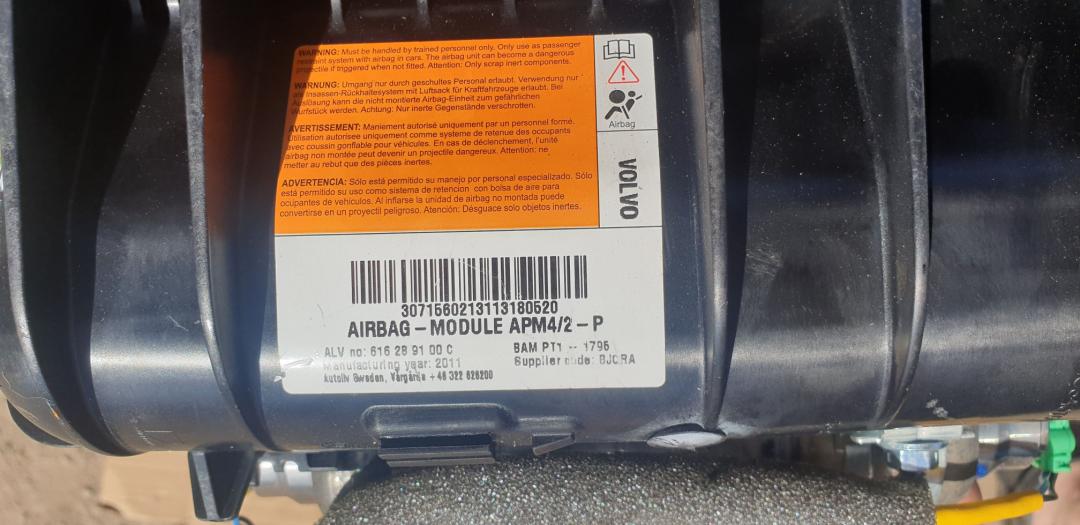 WARNING: Must be handled by trained personnel only. Only use as passenger
restraint system with airbag in cars. The airbag unit can become a dangerous
projectile if triggered when not fitted. Attention: Only scrap inert components.
WARNUNG: Umgang nur durch geschultes Personal erlaubt. Verwendung nur
als Insassen-Rückhaltesystem mit Luftsack für Kraftfahrzeuge erlaubt. Bei
Auslösung kann die nicht montierte Airbag-Einheit zum gefährlichen
Wurfstück werden. Achtung: Nur inerte Gegenstände verschrotten.
AVERTISSEMENT: Maniement autorisé uniquement par un personnel formé.
Utilisation autorisee uniquement comme systeme de retenue des occupants
avec coussin gonflable pour véhicules. En cas de déclenchement, l'unité
airbag non montée peut devenir un projectile dangereux. Attention: ne
metter au rebut que des pièces inertes.
ADVERTENCIA: Sólo está permitido su manejo por personal especializado. Sólo
está permitido su uso como sistema de retencion con bolsa de aire para
ocupantes de vehículos. Al infiarse la unidad de airbag no montada puede
convertirse en un proyectil peligroso. Atención: Désguace solo objetos inertes.
Airbag
VOLVO
3071560213113180520
AIRBAG-MODULE APM4/2-P
ALV no: 616 28 91 00 C
BAM PT1 -- 1795
Manufacturing year: 2011
Supplier code: BJCRA
Autoliv Sweden, Vårgårda +46 322 626200